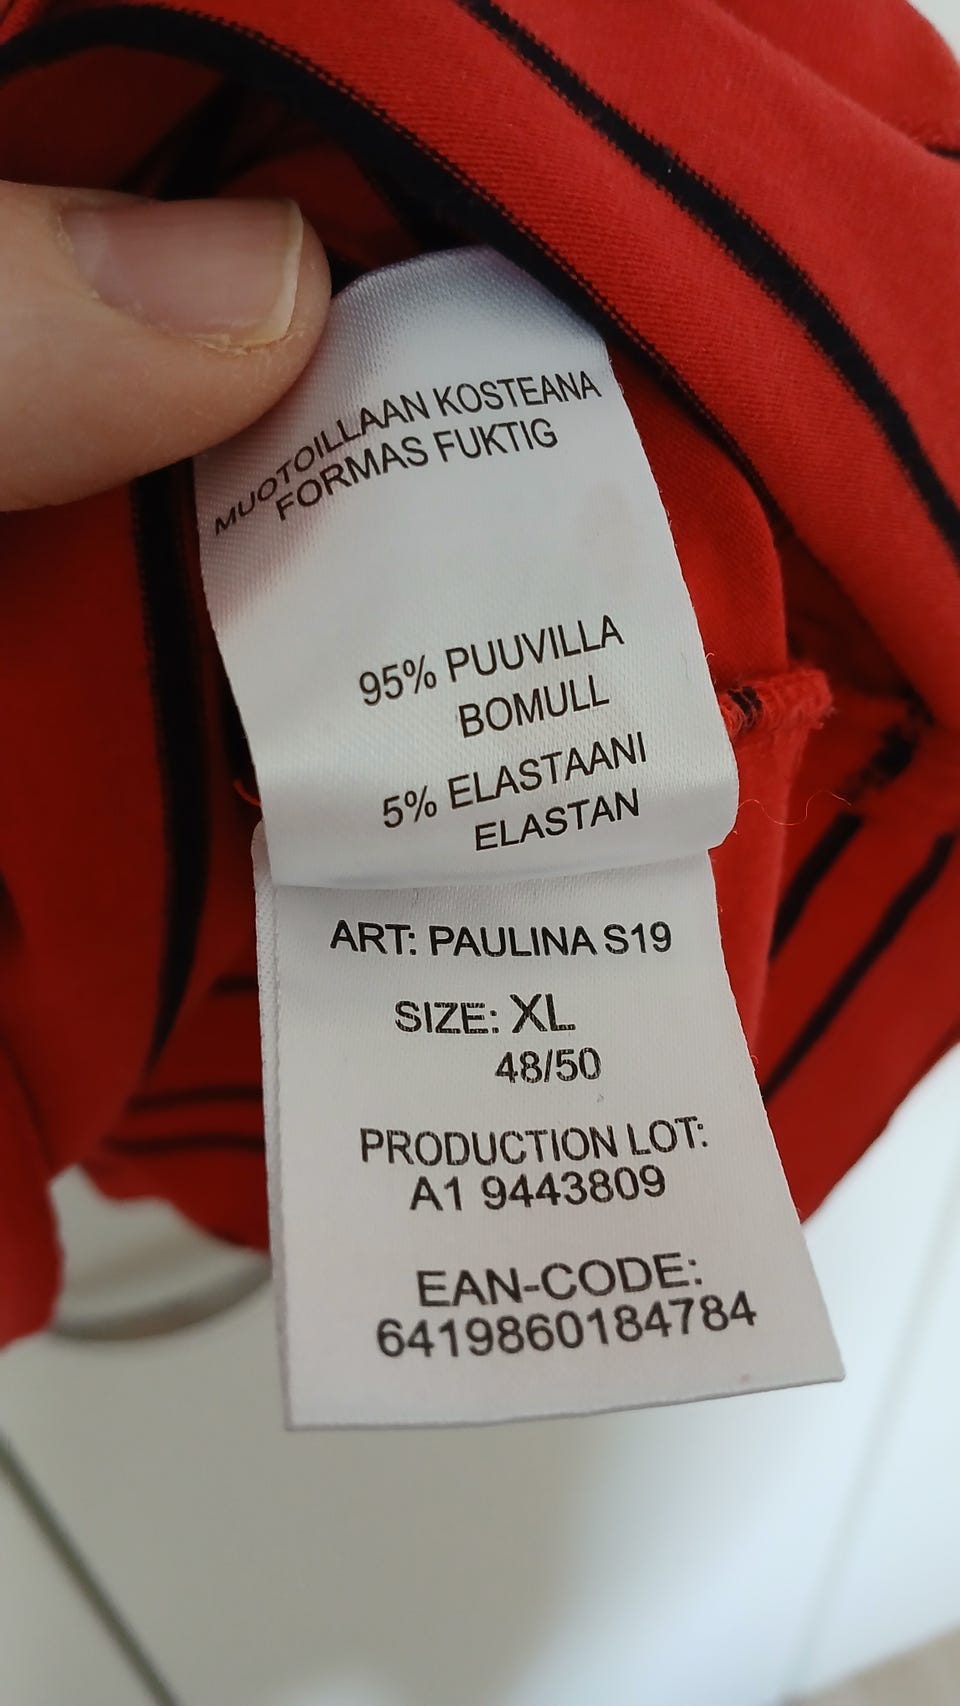 MUOTOILLAAN KOSTEANA
FORMAS FUKTIG
95% PUUVILLA
BOMULL
5% ELASTAANI
ELASTAN
ART: PAULINA S19
SIZE: XL
48/50
PRODUCTION LOT:
A1 9443809
EAN-CODE:
6419860184784